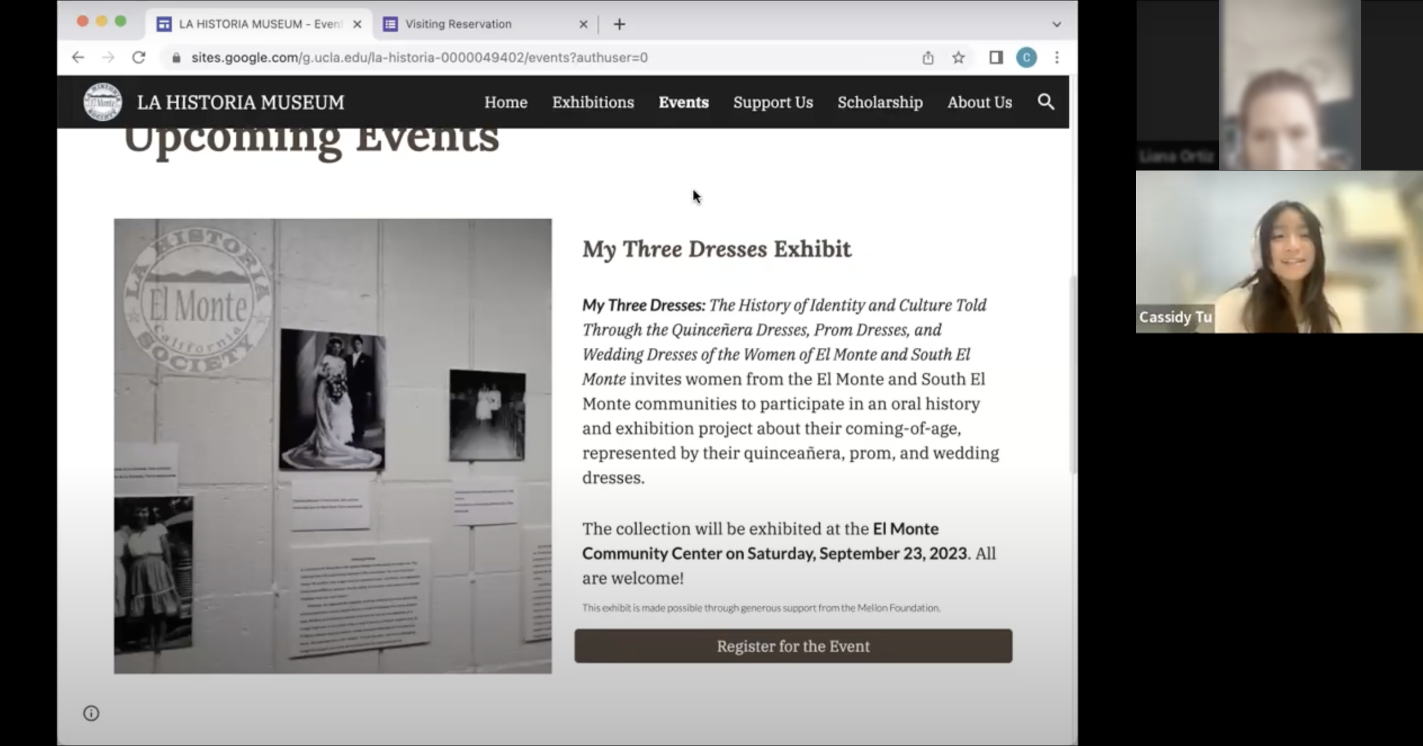 LA HISTORIA MUSEUM - Even
Visiting Reservation
sites.google.com/g.ucla.edu/la-historia-0000049402/events?authuser=0
C
LA HISTORIA MUSEUM
Home
Exhibitions
Events
Support Us
Scholarship
About Us
Upcoming Events
LA HISTORIA
El Monte
California
SOCIETY
My Three Dresses Exhibit
My Three Dresses: The History of Identity and Culture Told
Through the Quinceñera Dresses, Prom Dresses, and
Wedding Dresses of the Women of El Monte and South El
Monte invites women from the El Monte and South El
Monte communities to participate in an oral history
and exhibition project about their coming-of-age,
represented by their quinceañera, prom, and wedding
dresses.
The collection will be exhibited at the El Monte
Community Center on Saturday, September 23, 2023. All
are welcome!
This exhibit is made possible through generous support from the Mellon Foundation.
Register for the Event
Liana Ortiz
Cassidy Tu